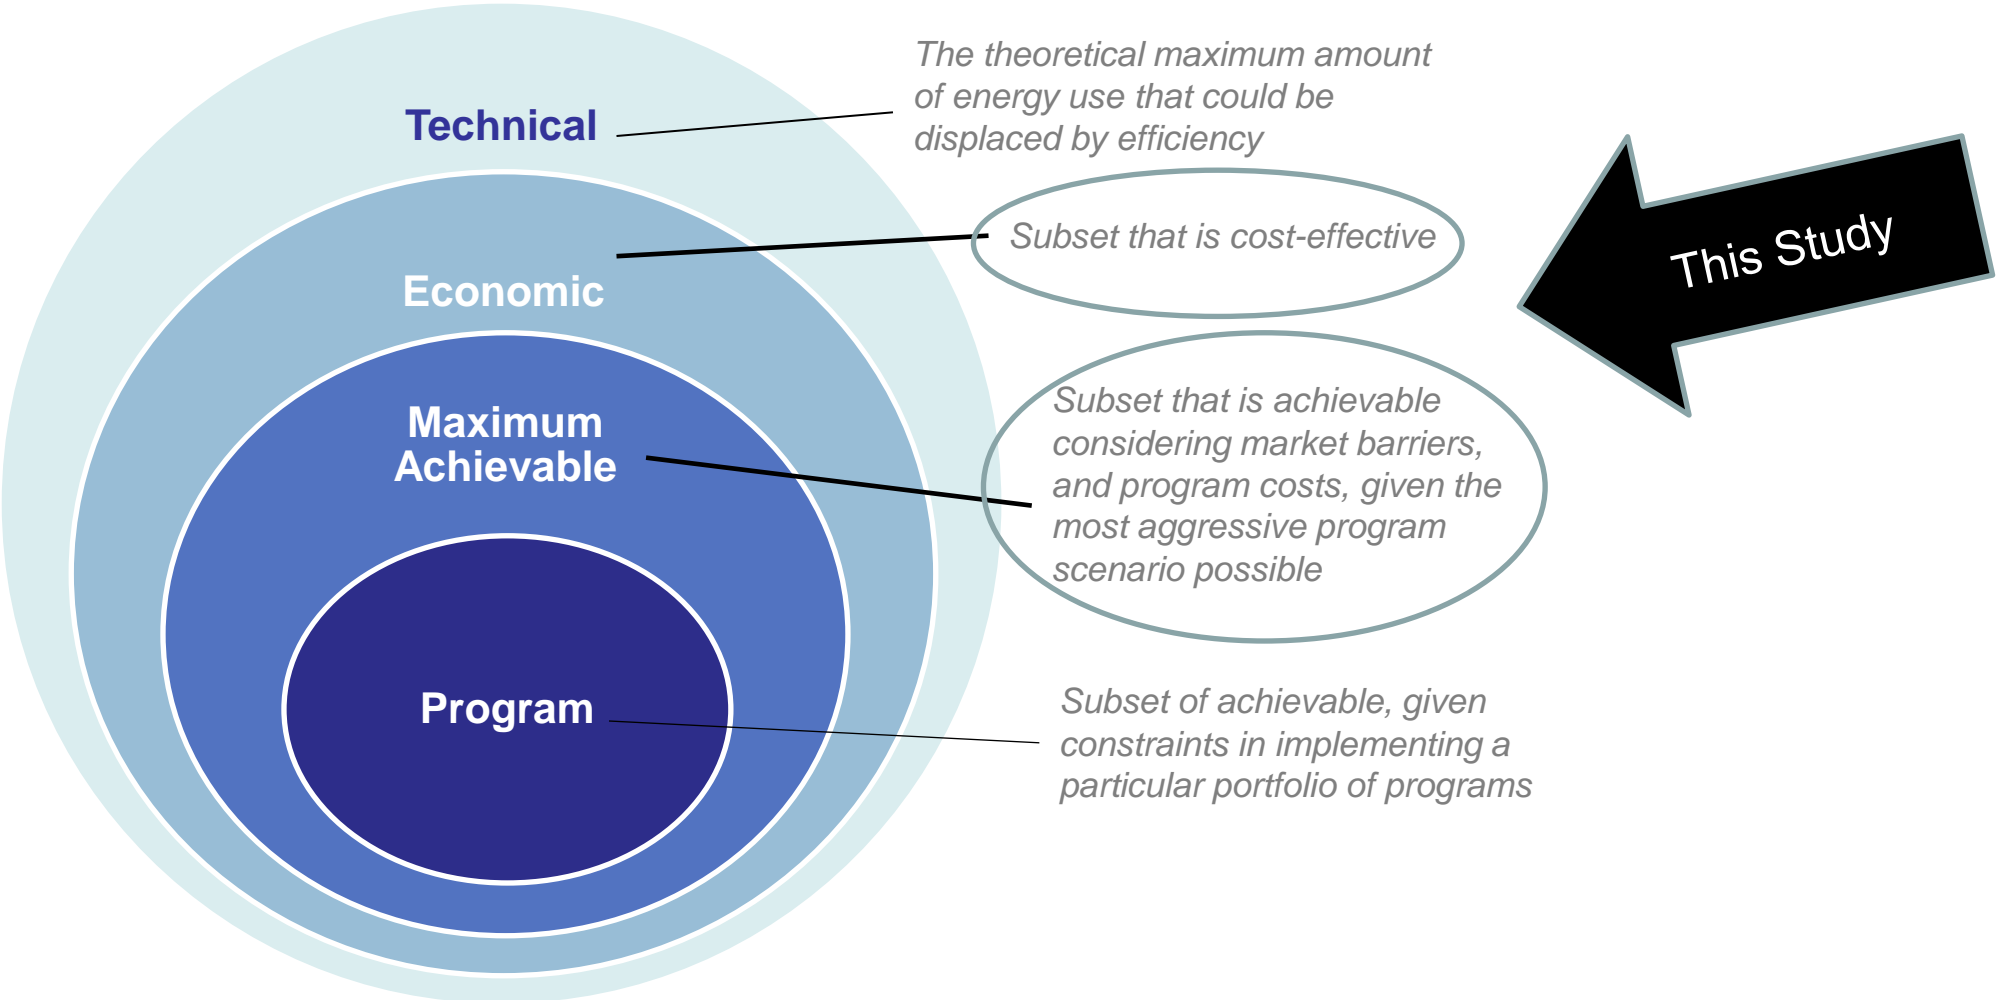 Technical
The theoretical maximum amount
of energy use that could be
displaced by efficiency
Economic
Subset that is cost-effective
This Study
Maximum
Achievable
Subset that is achievable
considering market barriers,
and program costs, given the
most aggressive program
scenario possible
Program
Subset of achievable, given
constraints in implementing a
particular portfolio of programs